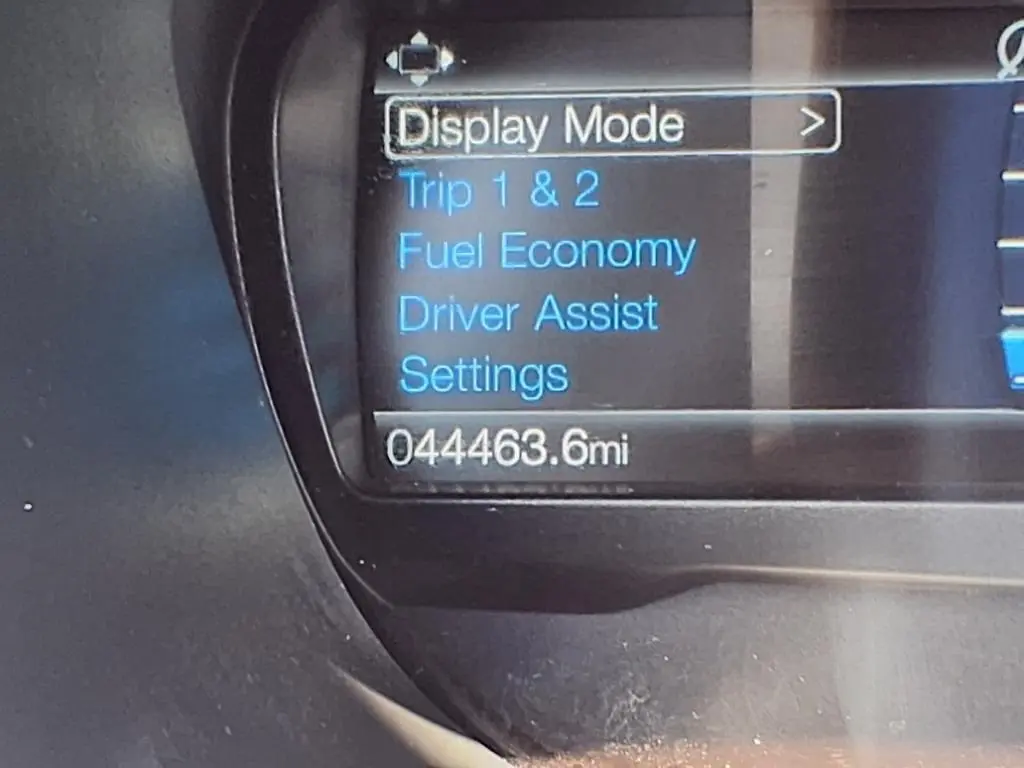 Display Mode >
Trip 1 & 2
Fuel Economy
Driver Assist
Settings
044463.6mi